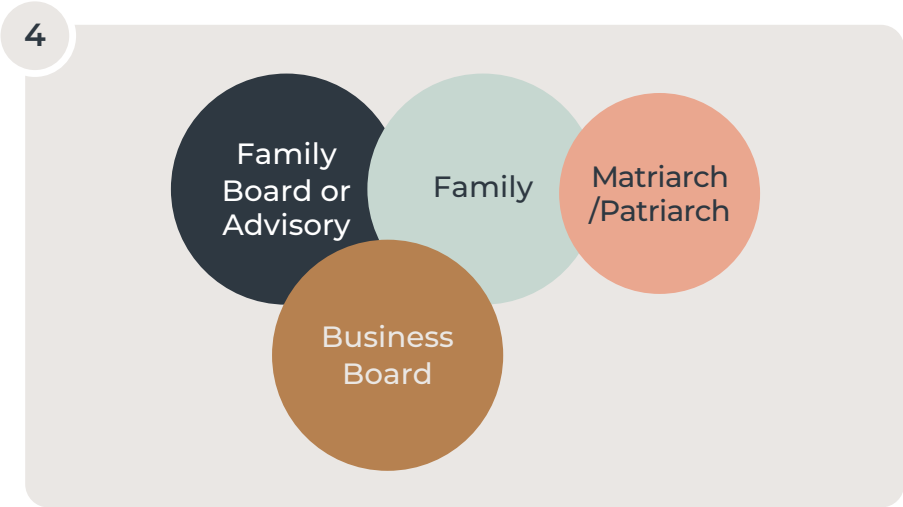 4
Family
Board or
Advisory
Family
Matriarch
/Patriarch
Business
Board